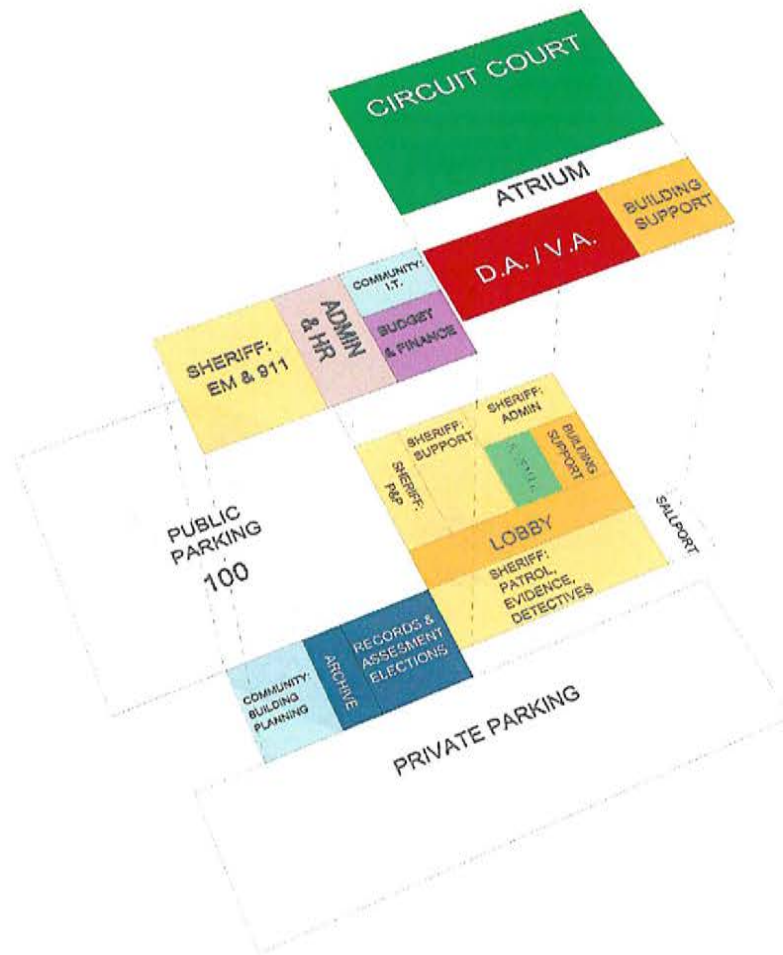 CIRCUIT COURT
ATRIUM
BUILDING
SUPPORT
D.A. / V.A.
COMMUNITY:
I.T.
ADMIN
& HR
BUDGET
& FINANCE
SHERIFF:
EM & 911
SHERIFF:
ADMIN
SHERIFF:
SUPPORT
SHERIFF:
P&P
BUILDING
SUPPORT
LOBBY
SALLPORT
SHERIFF:
PATROL,
EVIDENCE,
DETECTIVES
PUBLIC
PARKING
100
RECORDS &
ASSESMENT
ELECTIONS
ARCHIVE
COMMUNITY:
BUILDING
PLANNING
PRIVATE PARKING